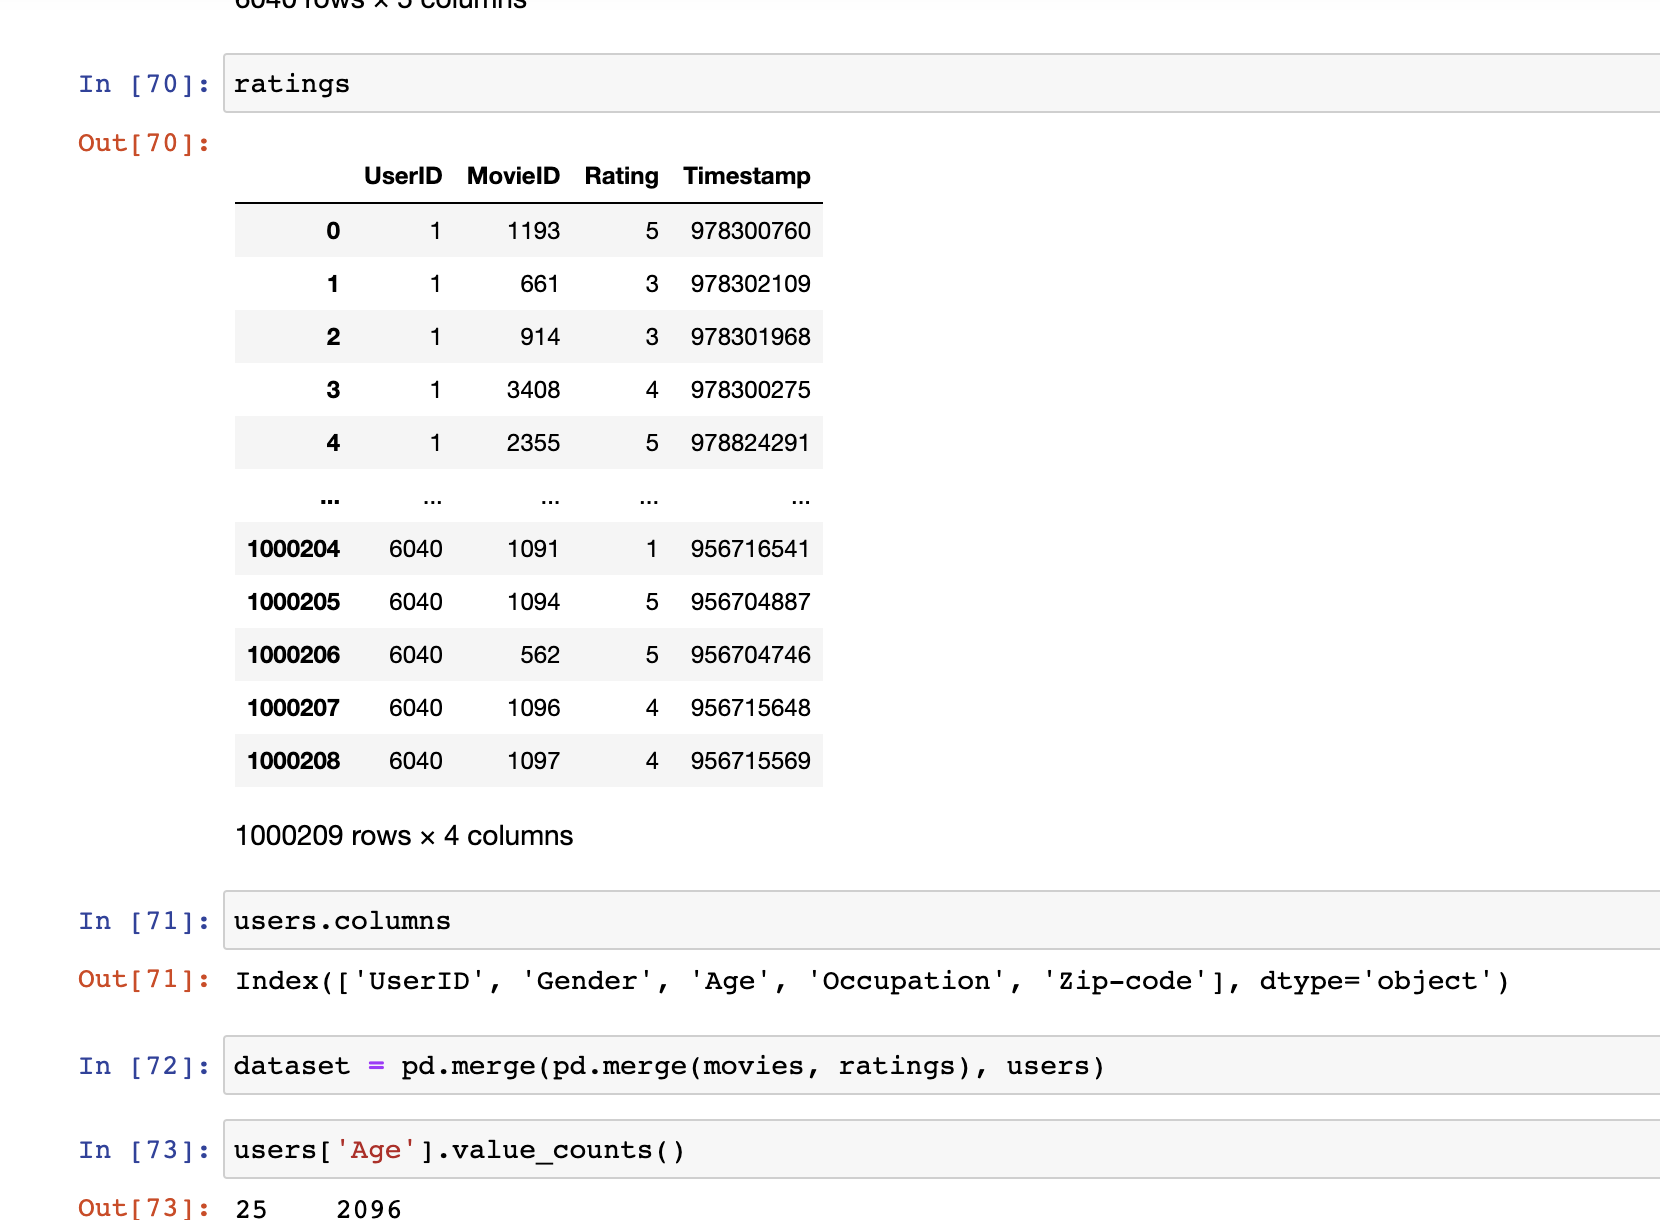 6040 rows × 5 columns
In [70]: ratings
Out[70]:
UserID MovieID Rating Timestamp
0 1 1193 5 978300760
1 1 661 3 978302109
2 1 914 3 978301968
3 1 3408 4 978300275
4 1 2355 5 978824291
... ... ... ... ...
1000204 6040 1091 1 956716541
1000205 6040 1094 5 956704887
1000206 6040 562 5 956704746
1000207 6040 1096 4 956715648
1000208 6040 1097 4 956715569
1000209 rows × 4 columns
In [71]: users.columns
Out[71]: Index(['UserID', 'Gender', 'Age', 'Occupation', 'Zip-code'], dtype='object')
In [72]: dataset = pd.merge(pd.merge(movies, ratings), users)
In [73]: users['Age'].value_counts()
Out[73]: 25 2096